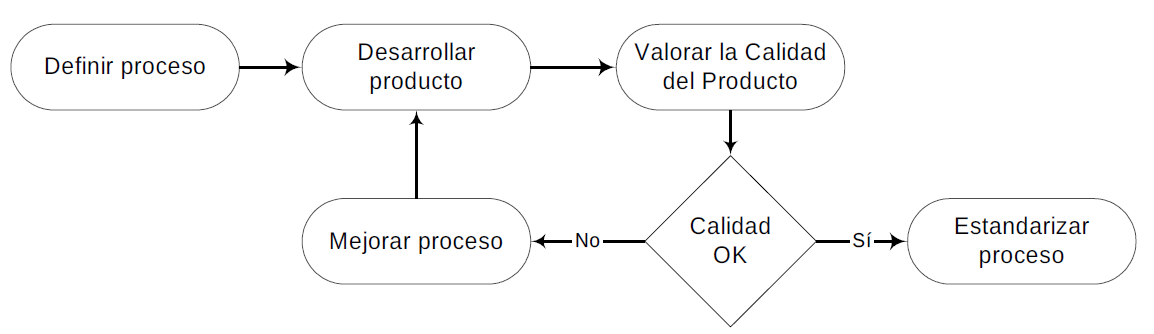 Definir proceso
Desarrollar
producto
Valorar la Calidad
del Producto
Mejorar proceso
No
Calidad
OK
Sí
Estandarizar
proceso